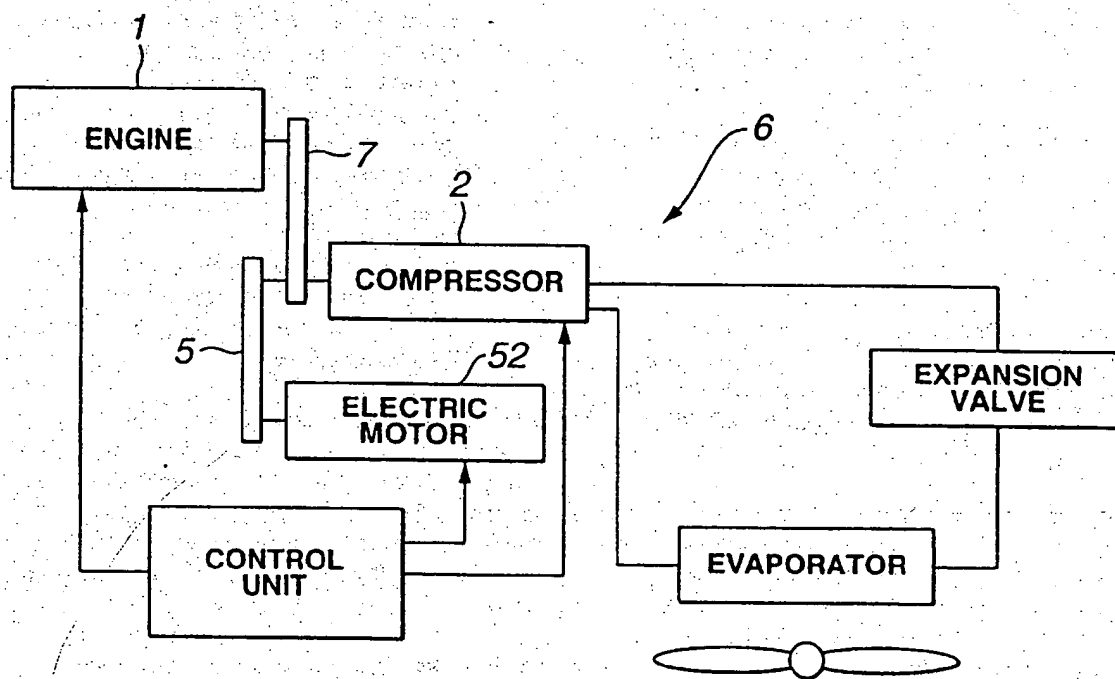 1
ENGINE
7
6
2
COMPRESSOR
5
52
EXPANSION
VALVE
ELECTRIC
MOTOR
CONTROL
UNIT
EVAPORATOR